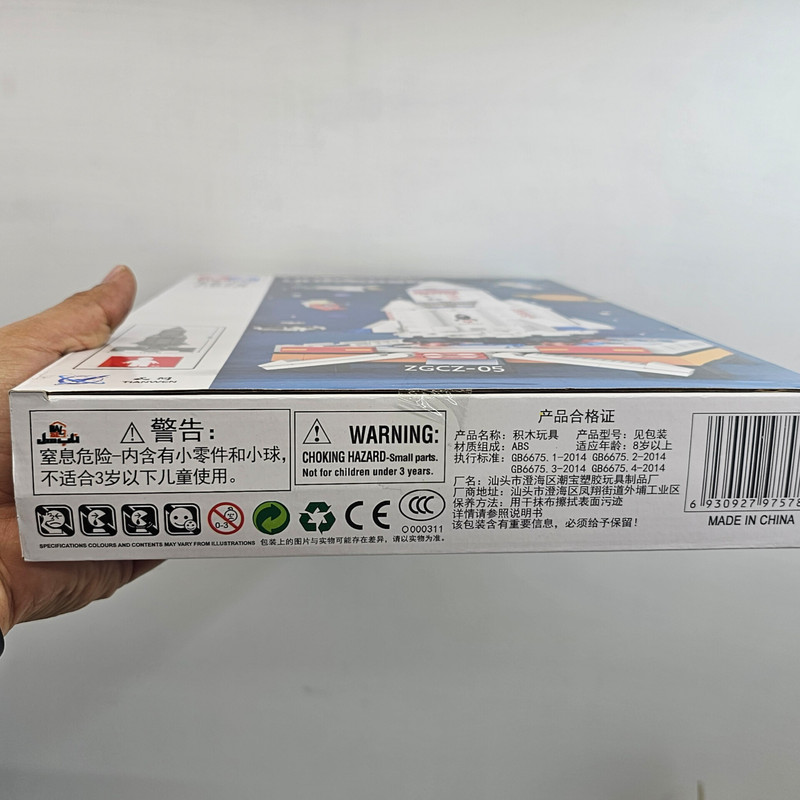 ZGCZ-05
TIANWEN
警告:
窒息危险-内含有小零件和小球,
不适合3岁以下儿童使用。
WARNING:
CHOKING HAZARD-Small parts.
Not for children under 3 years.
0-3
CE
CCC
O000311
SPECIFICATIONS COLOURS AND CONTENTS MAY VARY FROM ILLUSTRATIONS
包装上的图片与实物可能存在差异, 请以实物为准.
产品合格证
产品名称: 积木玩具 产品型号: 见包装
材质组成: ABS 适应年龄: 8岁以上
执行标准: GB6675.1-2014 GB6675.2-2014
GB6675.3-2014 GB6675.4-2014
厂名: 汕头市澄海区潮宝塑胶玩具制品厂
厂商地址: 汕头市澄海区凤翔街道外埔工业区
保养方法: 用干抹布擦拭表面污迹
详情请参照说明书
该包装含有重要信息, 必须给予保留!
6 930927 97578
MADE IN CHINA